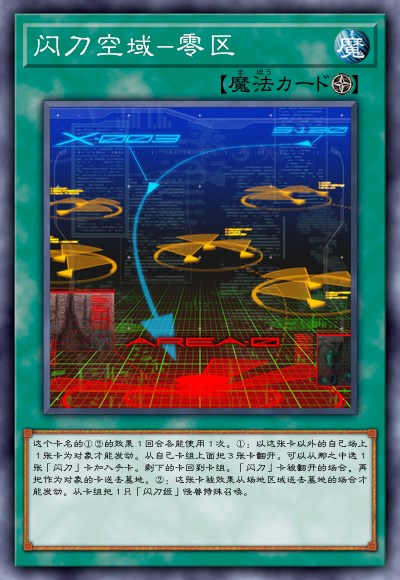 闪刀空域-零区
魔
【魔法カード】
まほう
X-003
S-120
AREA-0
这个卡名的①②的效果1回合各能使用1次。①：以这张卡以外的自己场上
1张卡为对象才能发动。从自己卡组上面把3张卡翻开。可以从那之中选1
张「闪刀」卡加入手卡。剩下的卡回到卡组。「闪刀」卡被翻开的场合，再
把作为对象的卡送去墓地。②：这张卡被效果从场地区域送去墓地的场合才
能发动。从卡组把1只「闪刀姬」怪兽特殊召唤。